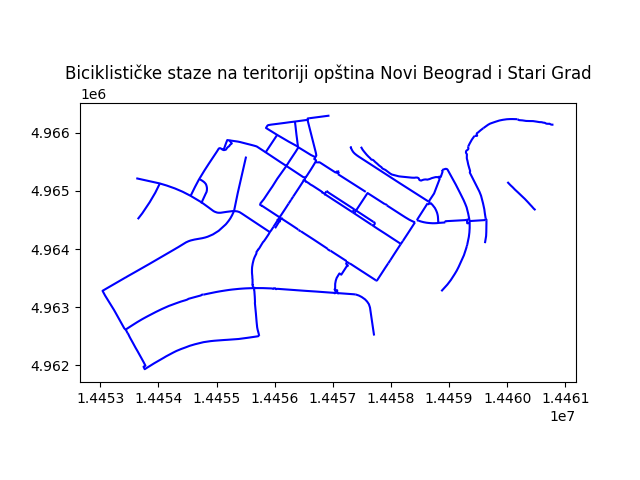 Biciklističke staze na teritoriji opština Novi Beograd i Stari Grad
1e6
4.966
4.965
4.964
4.963
4.962
1.4453 1.4454 1.4455 1.4456 1.4457 1.4458 1.4459 1.4460 1.4461
1e7